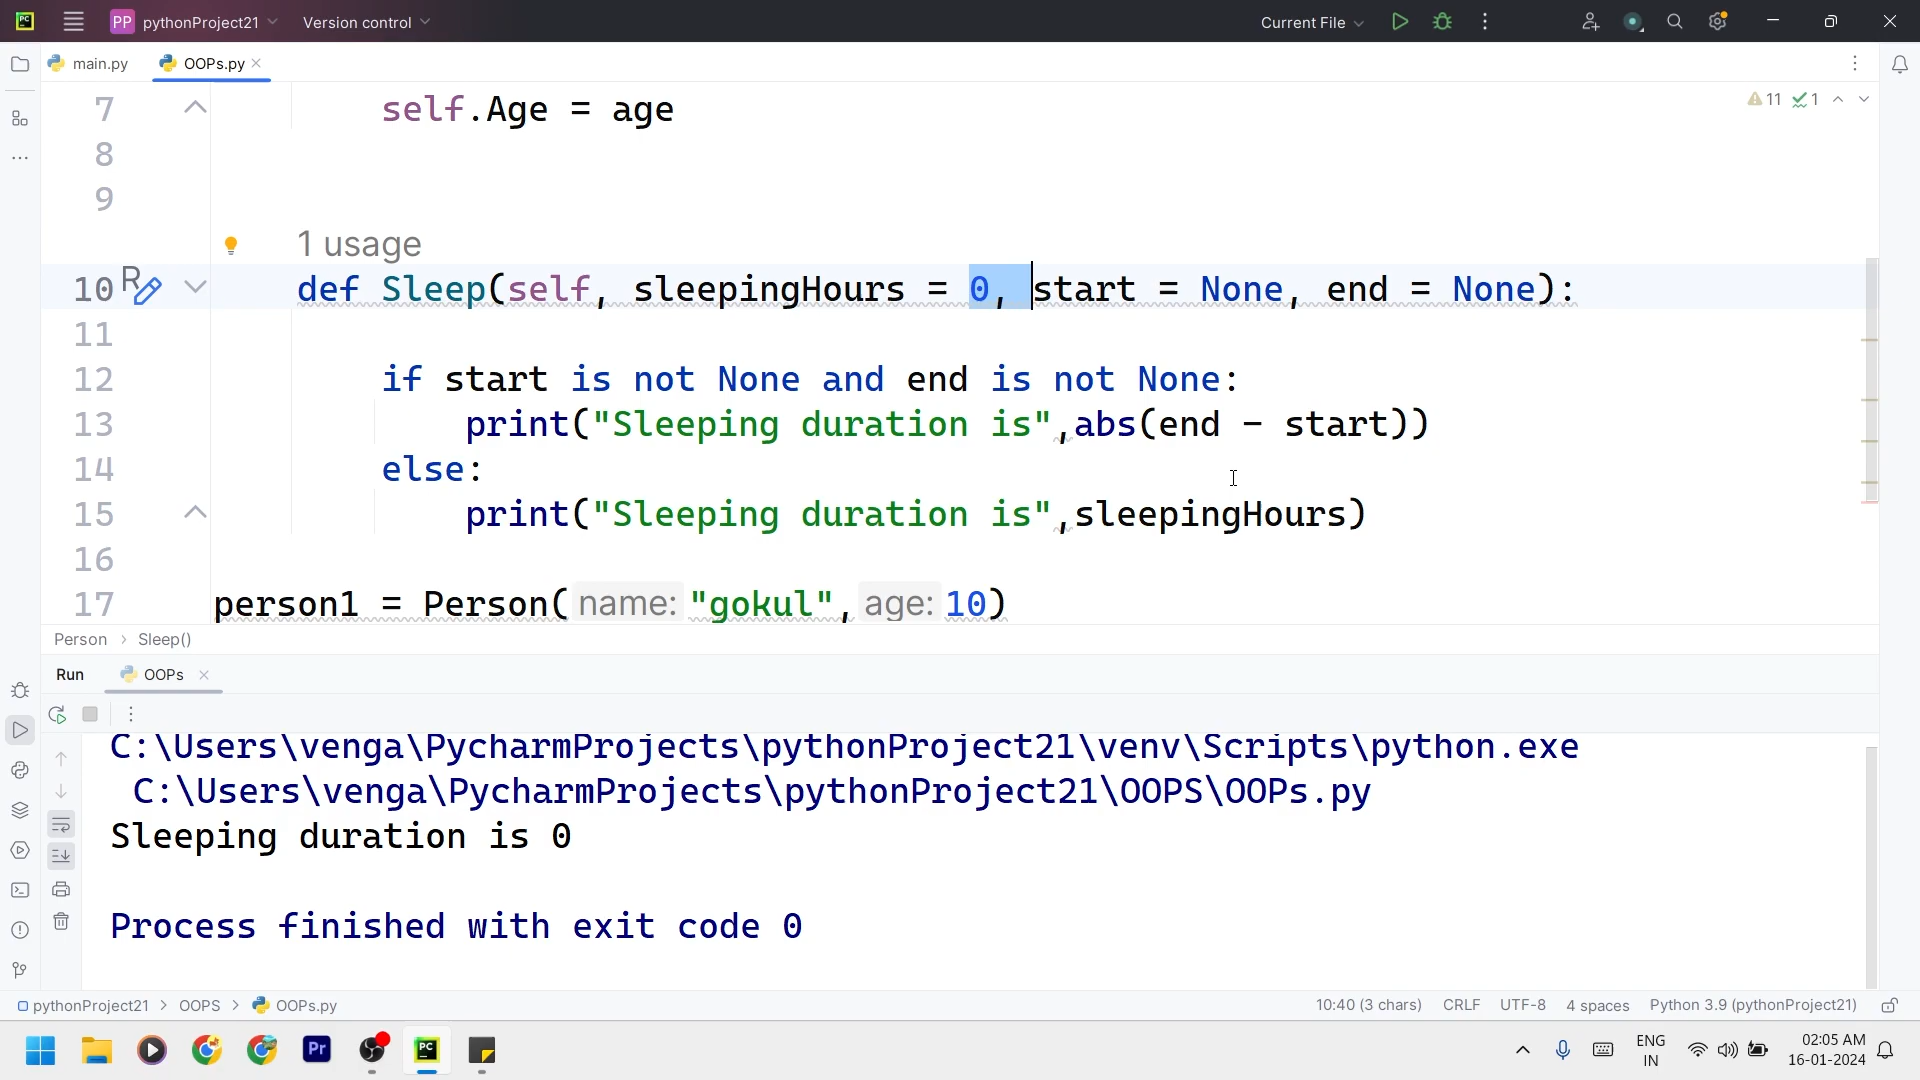 PC PP pythonProject21 Version control Current File
main.py OOPs.py
7 self.Age = age
11 1
8
9
1 usage
10 R def Sleep(self, sleepingHours = 0, start = None, end = None):
11
12 if start is not None and end is not None:
13 print("Sleeping duration is",abs(end - start))
14 else:
15 print("Sleeping duration is",sleepingHours)
16
17 person1 = Person( name: "gokul", age: 10)
Person > Sleep()
Run OOPs
C:\Users\venga\PycharmProjects\pythonProject21\venv\Scripts\python.exe
C:\Users\venga\PycharmProjects\pythonProject21\OOPS\OOPs.py
Sleeping duration is 0
Process finished with exit code 0
pythonProject21 > OOPS > OOPs.py 10:40 (3 chars) CRLF UTF-8 4 spaces Python 3.9 (pythonProject21)
Pr PC ENG 02:05 AM
IN 16-01-2024